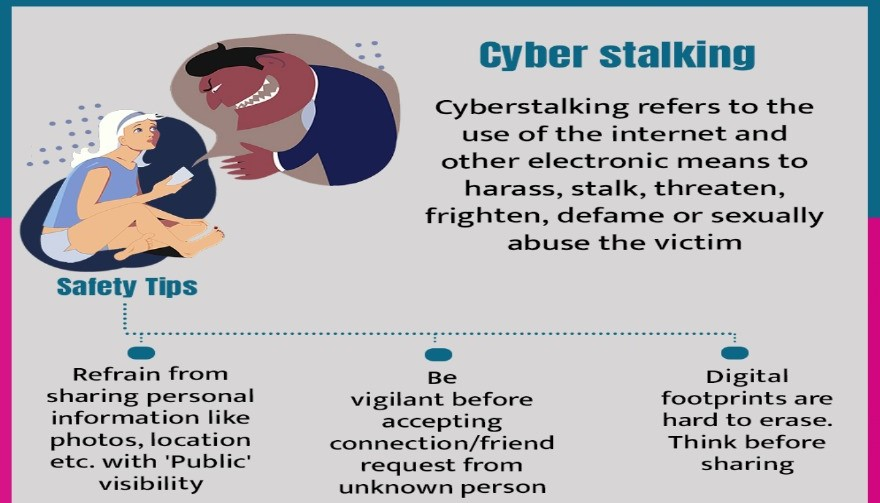 Cyber stalking
Cyberstalking refers to the
use of the internet and
other electronic means to
harass, stalk, threaten,
frighten, defame or sexually
abuse the victim
Safety Tips
Refrain from
sharing personal
information like
photos, location
etc. with 'Public'
visibility
Be
vigilant before
accepting
connection/friend
request from
unknown person
Digital
footprints are
hard to erase.
Think before
sharing